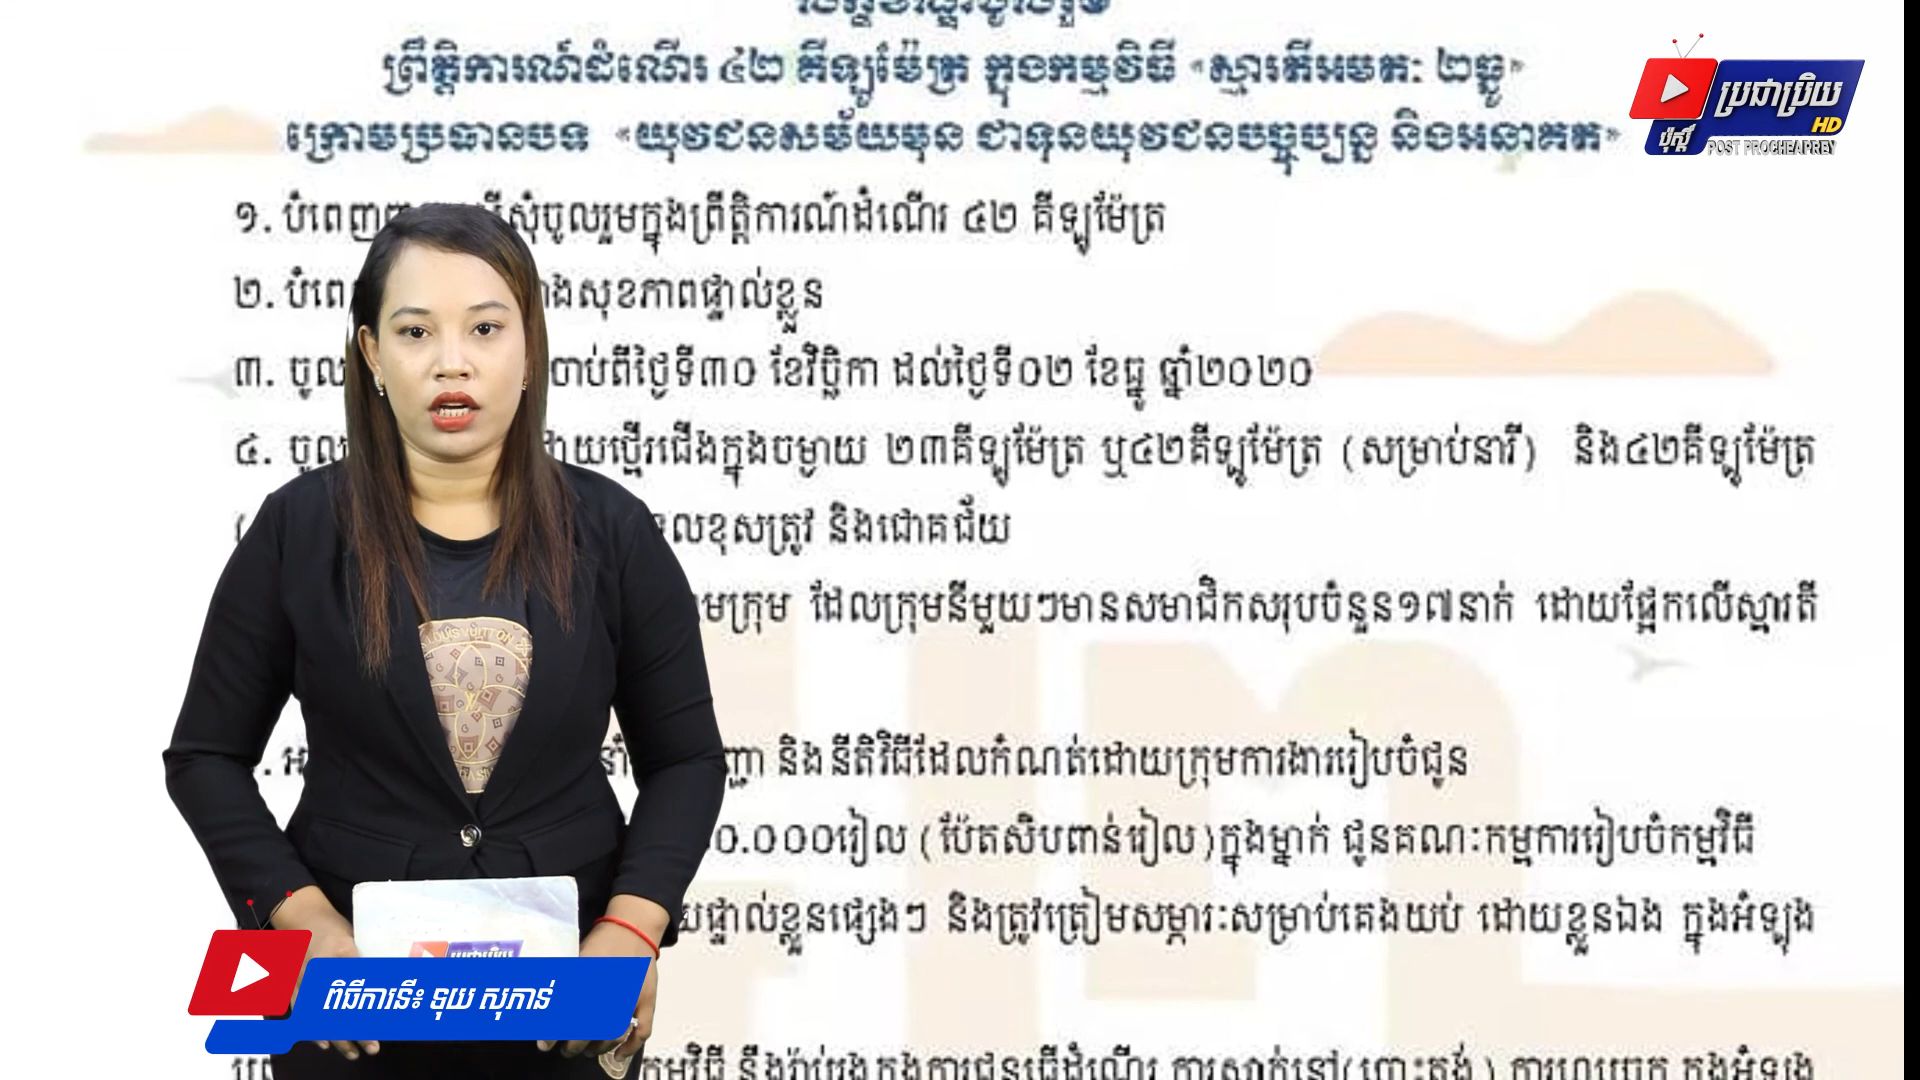 ព្រឹត្តិការណ៍ដំណើរ ៤២ គីឡូម៉ែត្រ ក្នុងកម្មវិធី «ស្មារតីអមតៈ ២ធ្នូ»
ក្រោមប្រធានបទ «យុវជនសម័យមុន ជាទុនយុវជនបច្ចុប្បន្ន និងអនាគត»
ប្រជាប្រិយ
HD
ប៉ុស្តិ៍
POST PROCHEAPREY
១. បំពេញ សុំចូលរួមក្នុងព្រឹត្តិការណ៍ដំណើរ ៤២ គីឡូម៉ែត្រ
២. សុខភាពផ្ទាល់ខ្លួន
៣. ចាប់ពីថ្ងៃទី៣០ ខែវិច្ឆិកា ដល់ថ្ងៃទី០២ ខែធ្នូ ឆ្នាំ២០២០
៤. ដោយថ្មើរជើងក្នុងចម្ងាយ ២៣គីឡូម៉ែត្រ ឬ៤២គីឡូម៉ែត្រ (សម្រាប់នារី) និង៤២គីឡូម៉ែត្រ
ខុសត្រូវ និងជោគជ័យ
ក្រុម ដែលក្រុមនីមួយៗមានសមាជិកសរុបចំនួន១៧នាក់ ដោយផ្អែកលើស្មារតី
និងនីតិវិធីដែលកំណត់ដោយក្រុមការងាររៀបចំជូន
០.០០០រៀល (ប៉ែតសិបពាន់រៀល)ក្នុងម្នាក់ ជូនគណៈកម្មការរៀបចំកម្មវិធី
ផ្ទាល់ខ្លួនផ្សេងៗ និងត្រូវត្រៀមសម្ភារៈសម្រាប់គេងយប់ ដោយខ្លួនឯង ក្នុងអំឡុង
LOUIS VUITTON
ពិធីការនី៖ ទុយ សុភាន់